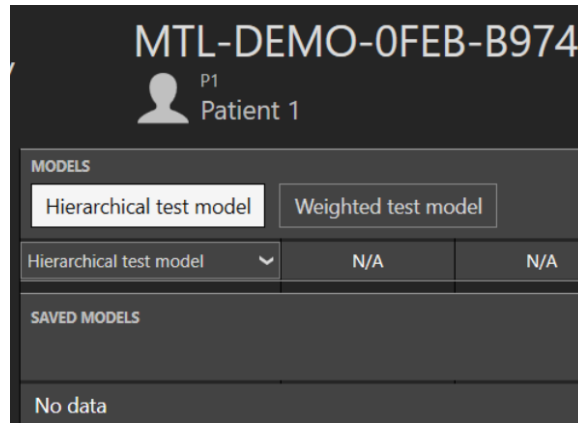 MTL-DEMO-0FEB-B974
P1
Patient 1
MODELS
Hierarchical test model Weighted test model
Hierarchical test model N/A N/A
SAVED MODELS
No data